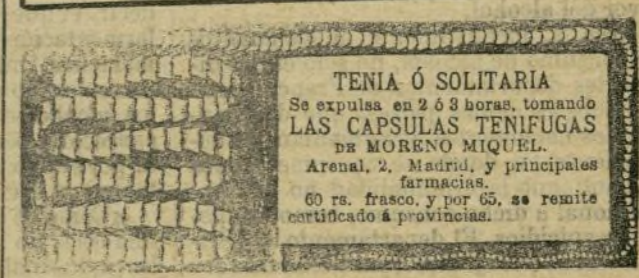 TENIA Ó SOLITARIA
Se expulsa en 2 ó 3 horas, tomando
LAS CAPSULAS TENIFUGAS
DE MORENO MIQUEL.
Arenal, 2, Madrid, y principales
farmacias.
60 rs. frasco, y por 65, se remite
certificado á provincias.